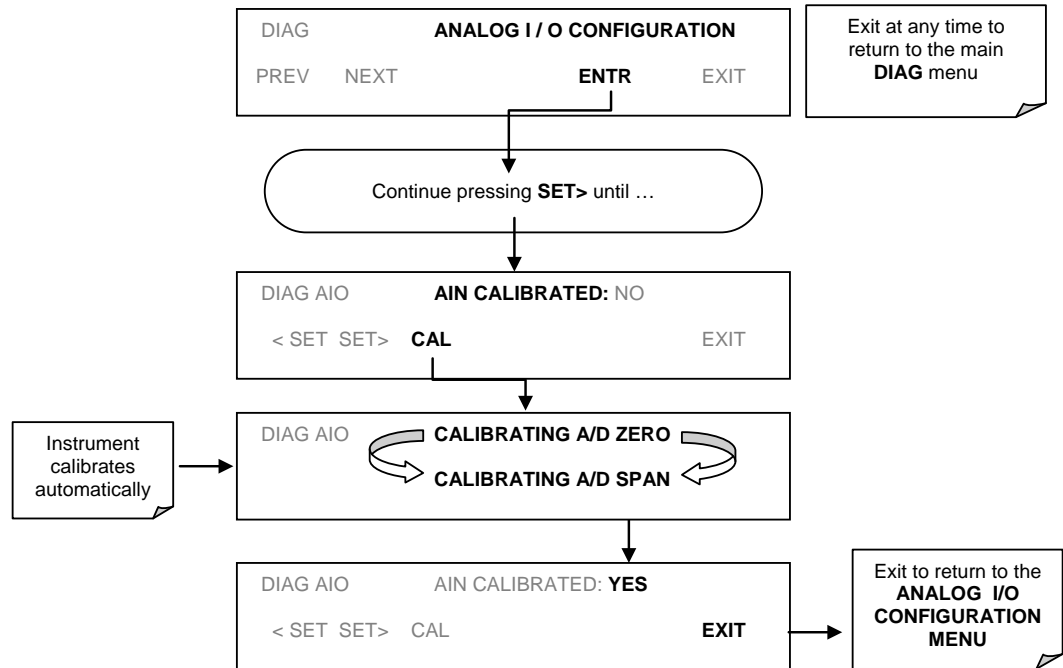 DIAG ANALOG I / O CONFIGURATION
PREV NEXT ENTR EXIT
Exit at any time to
return to the main
DIAG menu
Continue pressing SET> until …
DIAG AIO AIN CALIBRATED: NO
< SET SET> CAL EXIT
Instrument
calibrates
automatically
DIAG AIO CALIBRATING A/D ZERO
CALIBRATING A/D SPAN
DIAG AIO AIN CALIBRATED: YES
< SET SET> CAL EXIT
Exit to return to the
ANALOG I/O
CONFIGURATION
MENU